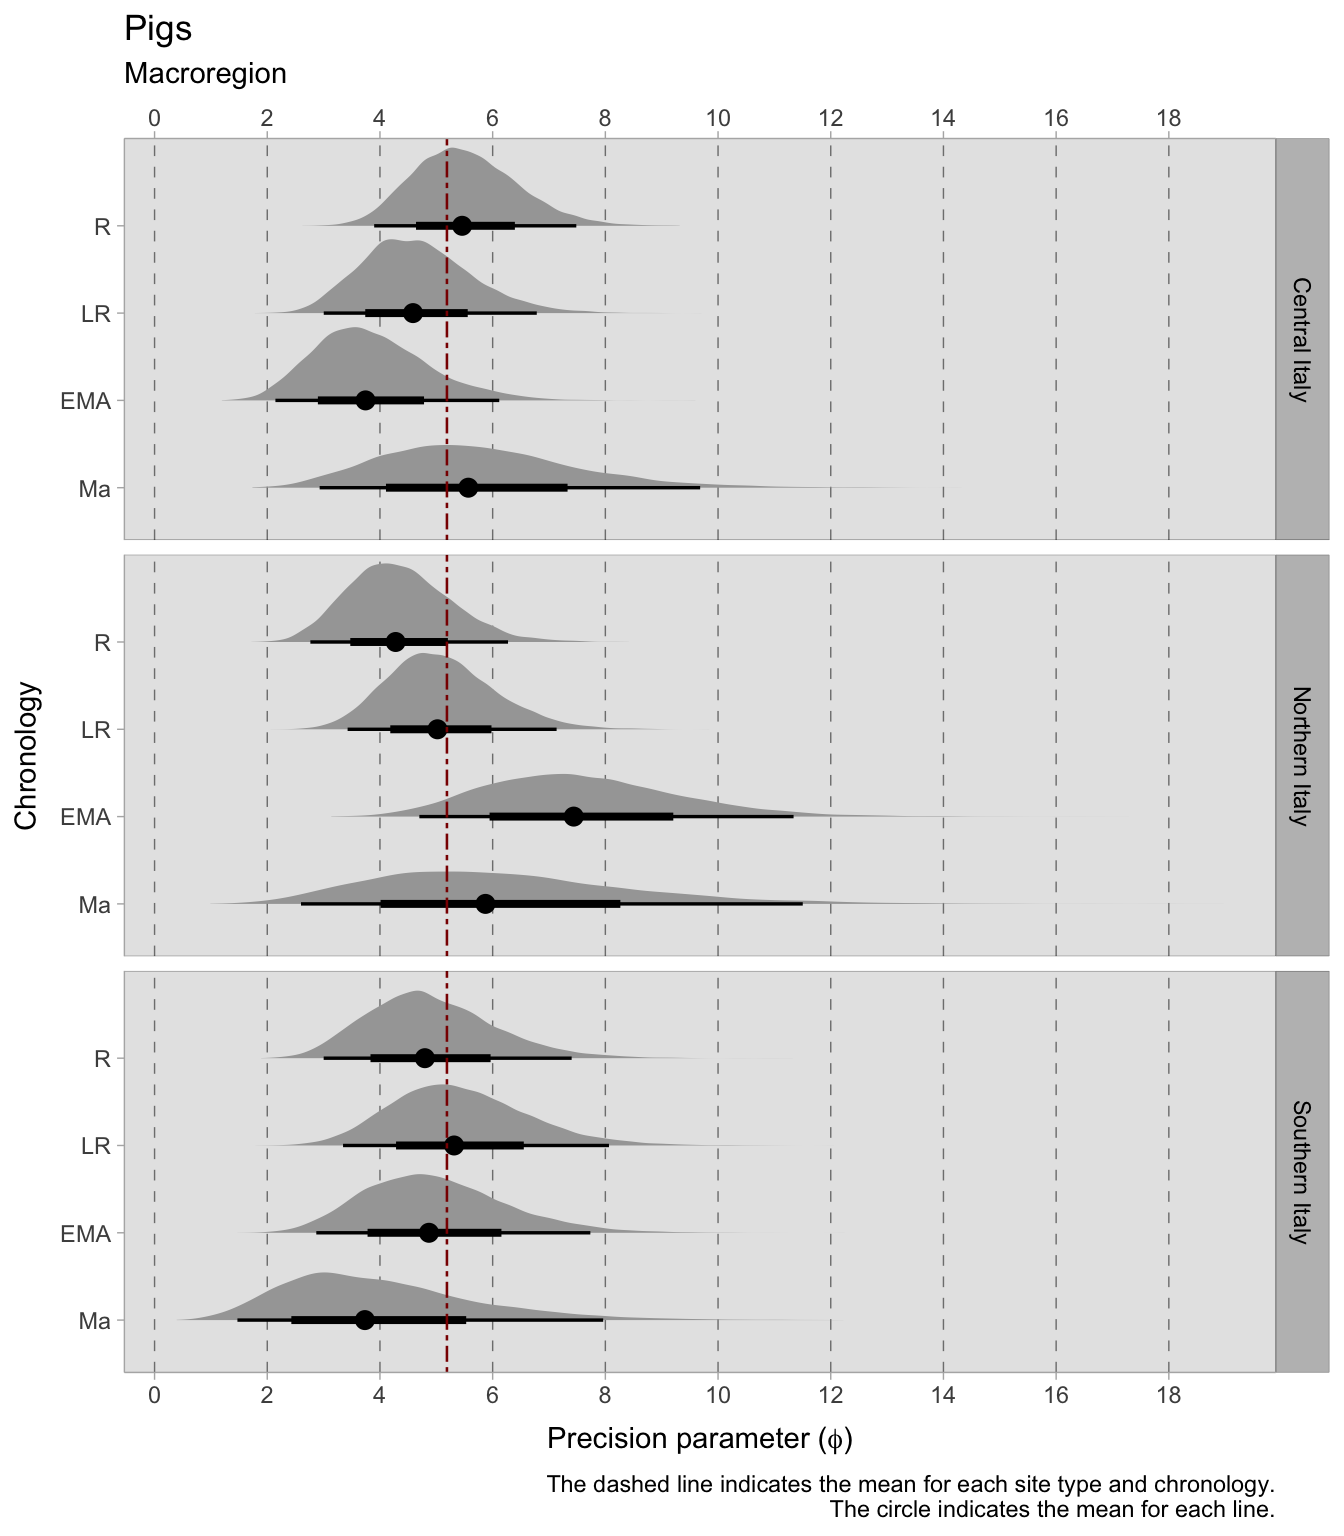 Pigs
Macroregion
0 2 4 6 8 10 12 14 16 18
R
LR
EMA
Ma
Central Italy
R
LR
EMA
Ma
Northern Italy
Chronology
R
LR
EMA
Ma
Southern Italy
0 2 4 6 8 10 12 14 16 18
Precision parameter (ϕ)
The dashed line indicates the mean for each site type and chronology.
The circle indicates the mean for each line.